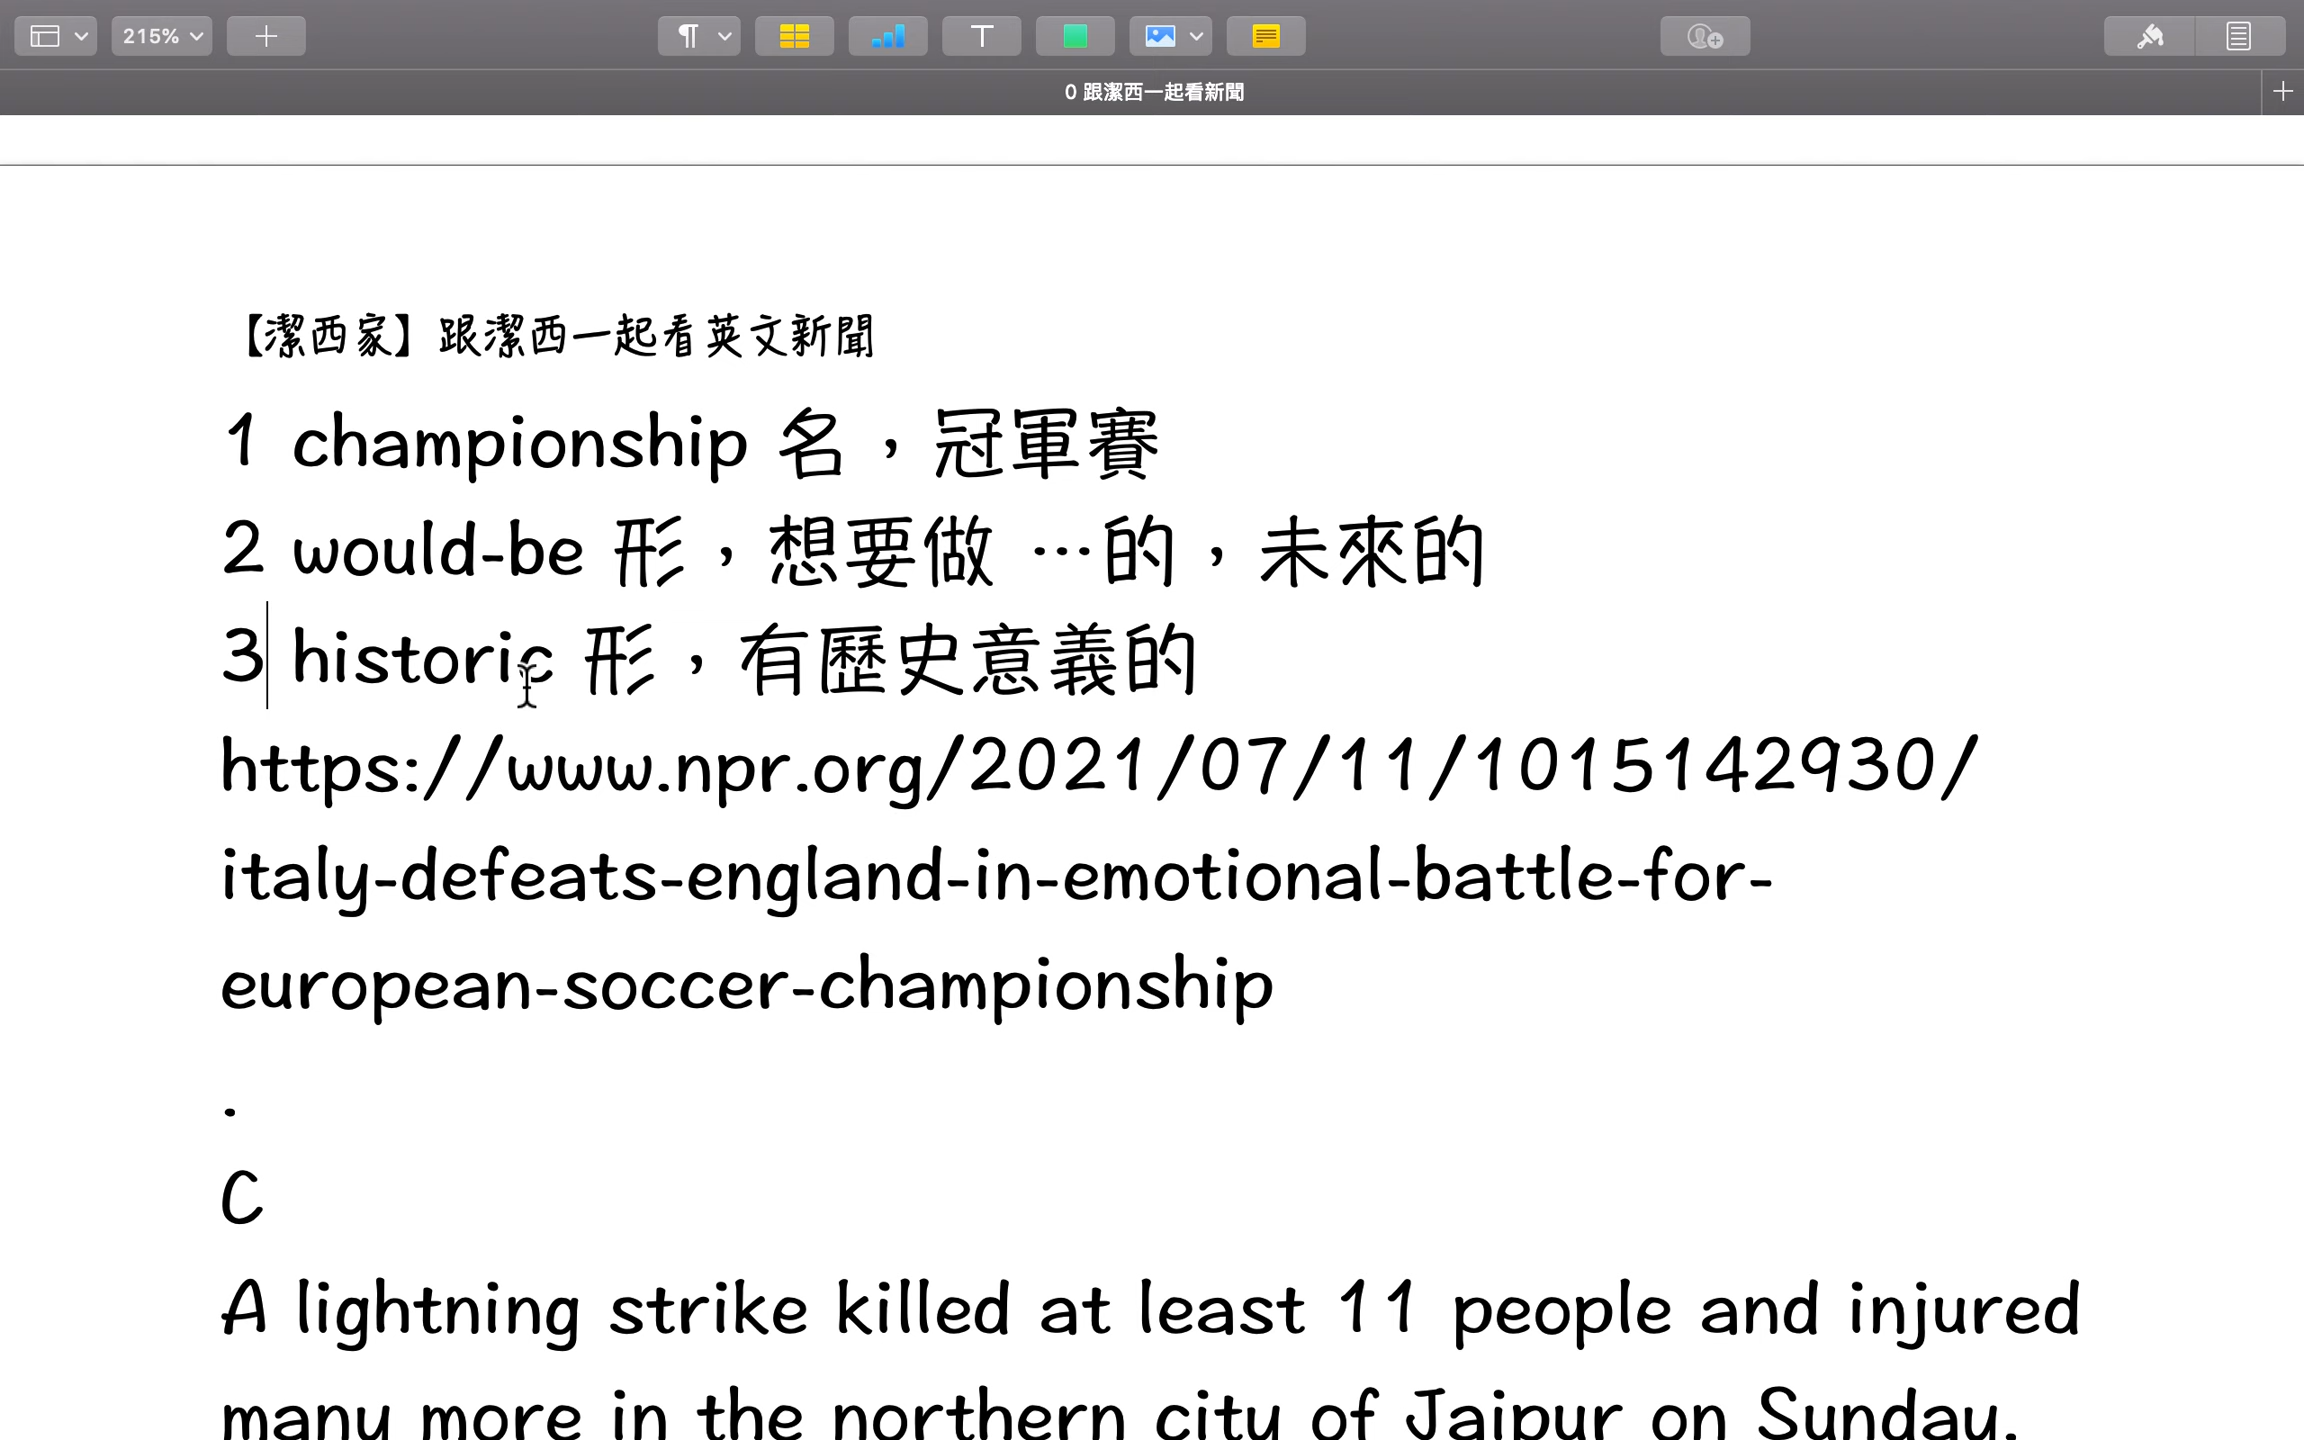 215%
0 跟潔西一起看新聞
【潔西家】跟潔西一起看英文新聞
1 championship 名，冠軍賽
2 would-be 形，想要做 …的，未來的
3 historic 形，有歷史意義的
https://www.npr.org/2021/07/11/1015142930/
italy-defeats-england-in-emotional-battle-for-
european-soccer-championship
.
C
A lightning strike killed at least 11 people and injured
many more in the northern city of Jaipur on Sunday.